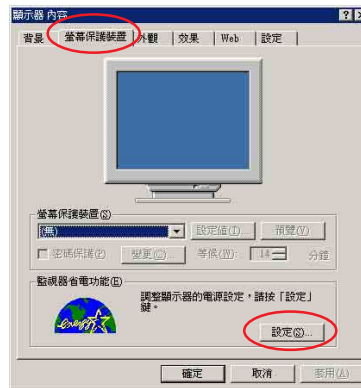 顯示器 內容
背景 螢幕保護裝置 外觀 效果 Web 設定
螢幕保護裝置(S)
(無) 設定值(T)... 預覽(V)
密碼保護(P) 變更(C)... 等候(W): 14 分鐘
監視器省電功能(E)
調整顯示器的電源設定，請按「設定」
鍵。
energy
設定(S)...
確定 取消 套用(A)